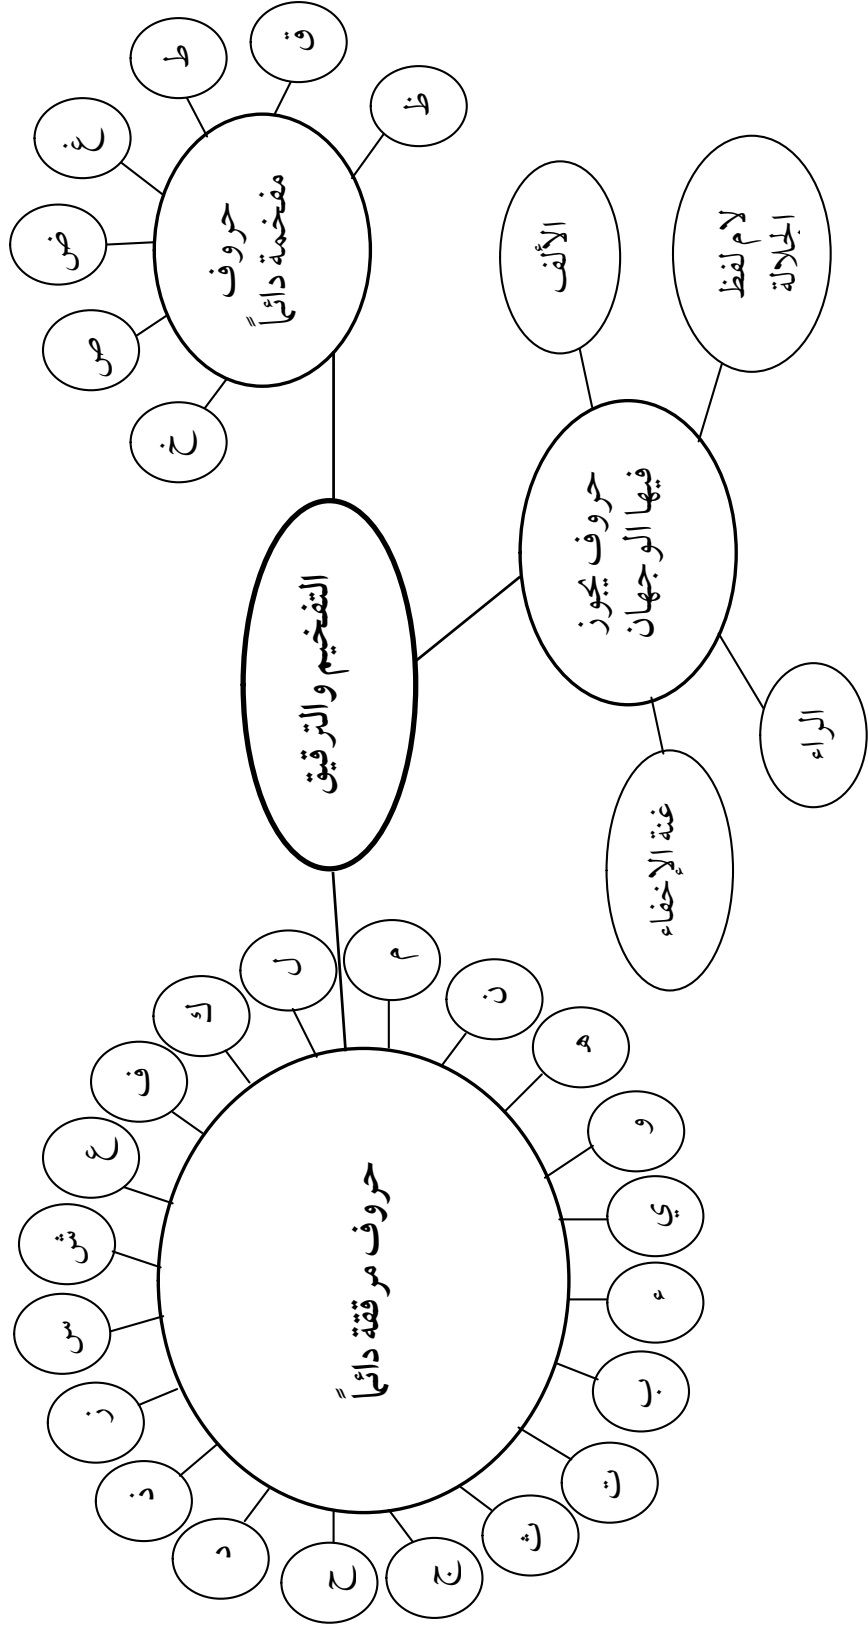 التفخيم والترقيق
حروف
مفخمة دائماً
خ
ص
ض
غ
ط
ق
ظ
حروف يجوز
فيها الوجهان
الألف
لام لفظ
الجلالة
الراء
غنة الإخفاء
حروف مرققة دائماً
ء
ب
ت
ث
ج
ح
د
ذ
ز
س
ش
ع
ف
ك
ل
م
ن
هـ
و
ي